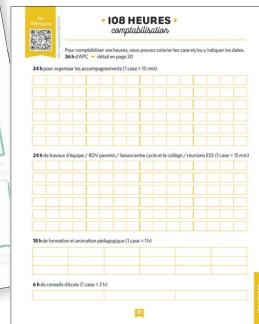 les
108 heures
108 HEURES
comptabilisation
Pour comptabiliser vos heures, vous pouvez colorier les case et/ou y indiquer les dates.
36 h d'APC → détail en page 30
24 h pour organiser les accompagnements (1 case = 15 min)
24 h de travaux d'équipe / RDV parents / liaison entre cycle et le collège / réunions ESS (1 case = 15 min)
18 h de formation et animation pédagogique (1 case = 1 h)
6 h de conseils d'école (1 case = 2 h)